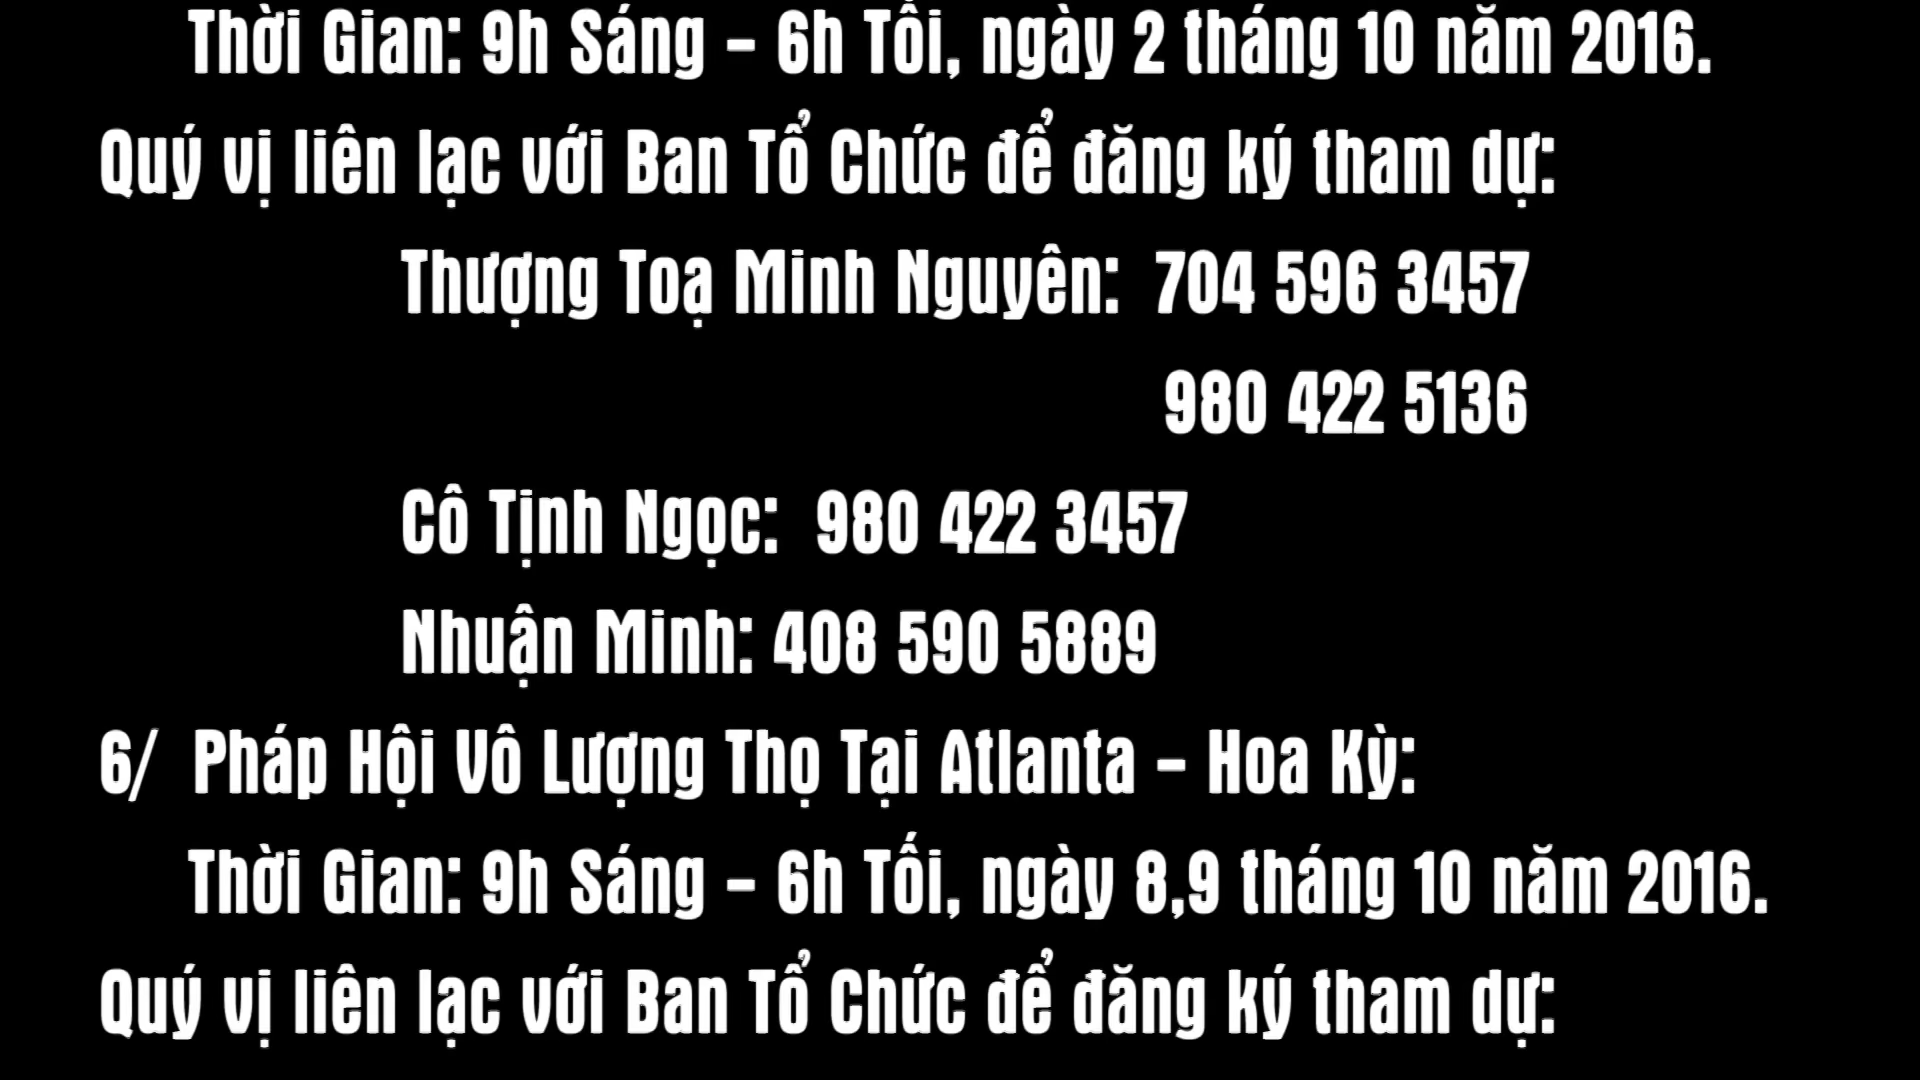 Thời Gian: 9h Sáng – 6h Tối, ngày 2 tháng 10 năm 2016.
Quý vị liên lạc với Ban Tổ Chức để đăng ký tham dự:
Thượng Toạ Minh Nguyên: 704 596 3457
980 422 5136
Cô Tịnh Ngọc: 980 422 3457
Nhuận Minh: 408 590 5889
6/ Pháp Hội Vô Lượng Thọ Tại Atlanta – Hoa Kỳ:
Thời Gian: 9h Sáng – 6h Tối, ngày 8,9 tháng 10 năm 2016.
Quý vị liên lạc với Ban Tổ Chức để đăng ký tham dự: